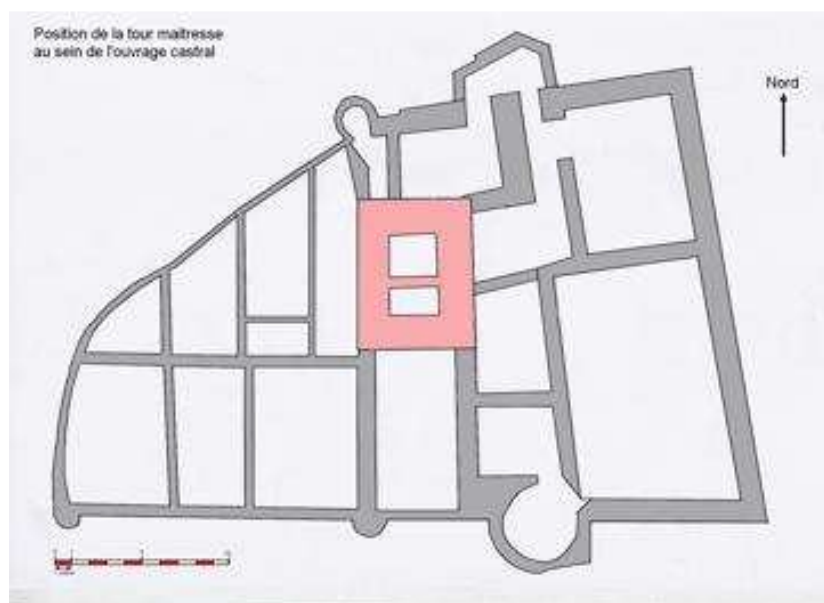 Position de la tour maitresse
au sein de l'ouvrage castral
Nord